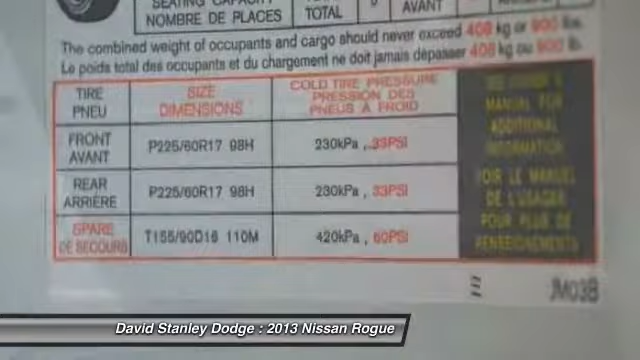 SEATING CAPACITY
NOMBRE DE PLACES
TOTAL
AVANT
The combined weight of occupants and cargo should never exceed 408 kg or 900 lbs.
Le poids total des occupants et du chargement ne doit jamais dépasser 408 kg ou 900 lb.
TIRE
PNEU
SIZE
DIMENSIONS
COLD TIRE PRESSURE
PRESSION DES
PNEUS À FROID
SEE OWNER'S
MANUAL FOR
ADDITIONAL
INFORMATION
FRONT
AVANT
P225/60R17 98H
230kPa , 33PSI
REAR
ARRIÈRE
P225/60R17 98H
230kPa , 33PSI
VOIR LE MANUEL
DE L'USAGER
POUR PLUS DE
RENSEIGNEMENTS
SPARE
DE SECOURS
T155/90D16 110M
420kPa , 60PSI
JM03B
David Stanley Dodge : 2013 Nissan Rogue